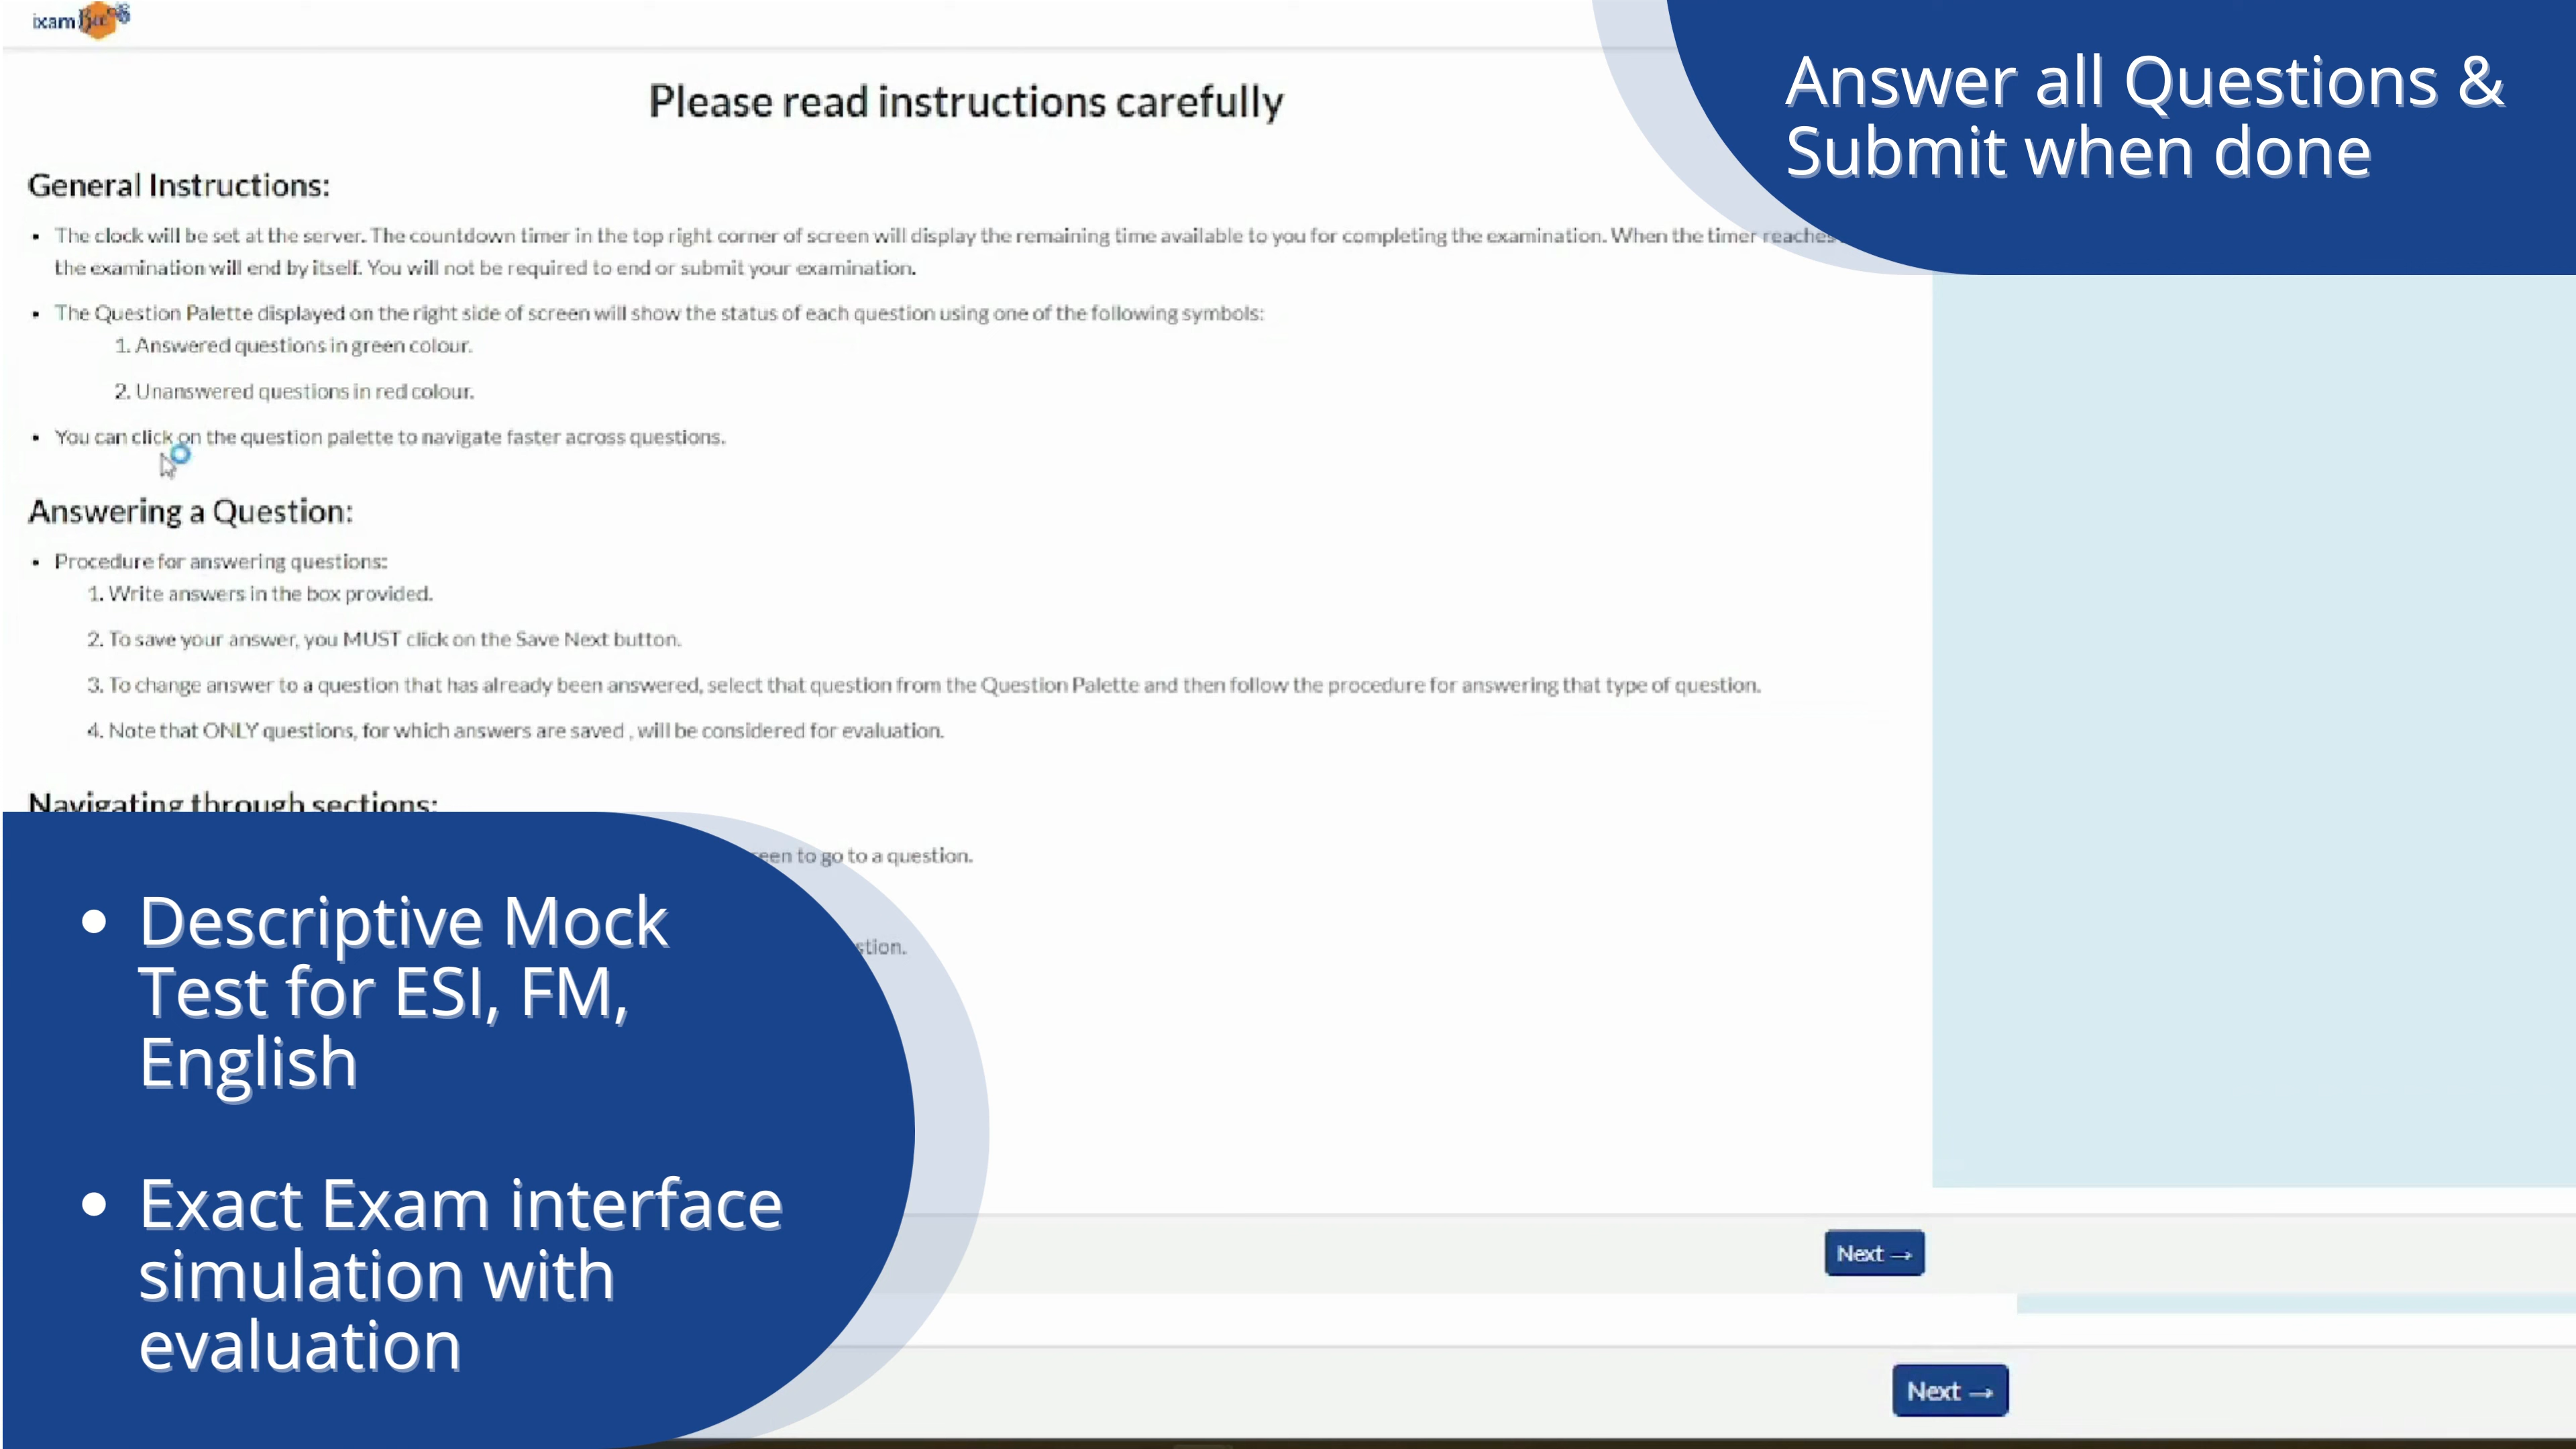 ixamBee
Answer all Questions &
Submit when done
Please read instructions carefully
General Instructions:
• The clock will be set at the server. The countdown timer in the top right corner of screen will display the remaining time available to you for completing the examination. When the timer reaches
the examination will end by itself. You will not be required to end or submit your examination.
• The Question Palette displayed on the right side of screen will show the status of each question using one of the following symbols:
1. Answered questions in green colour.
2. Unanswered questions in red colour.
• You can click on the question palette to navigate faster across questions.
Answering a Question:
• Procedure for answering questions:
1. Write answers in the box provided.
2. To save your answer, you MUST click on the Save Next button.
3. To change answer to a question that has already been answered, select that question from the Question Palette and then follow the procedure for answering that type of question.
4. Note that ONLY questions, for which answers are saved , will be considered for evaluation.
Navigating through sections:
to go to a question.
• Descriptive Mock
Test for ESI, FM,
English
• Exact Exam interface
simulation with
evaluation
Next →
Next →